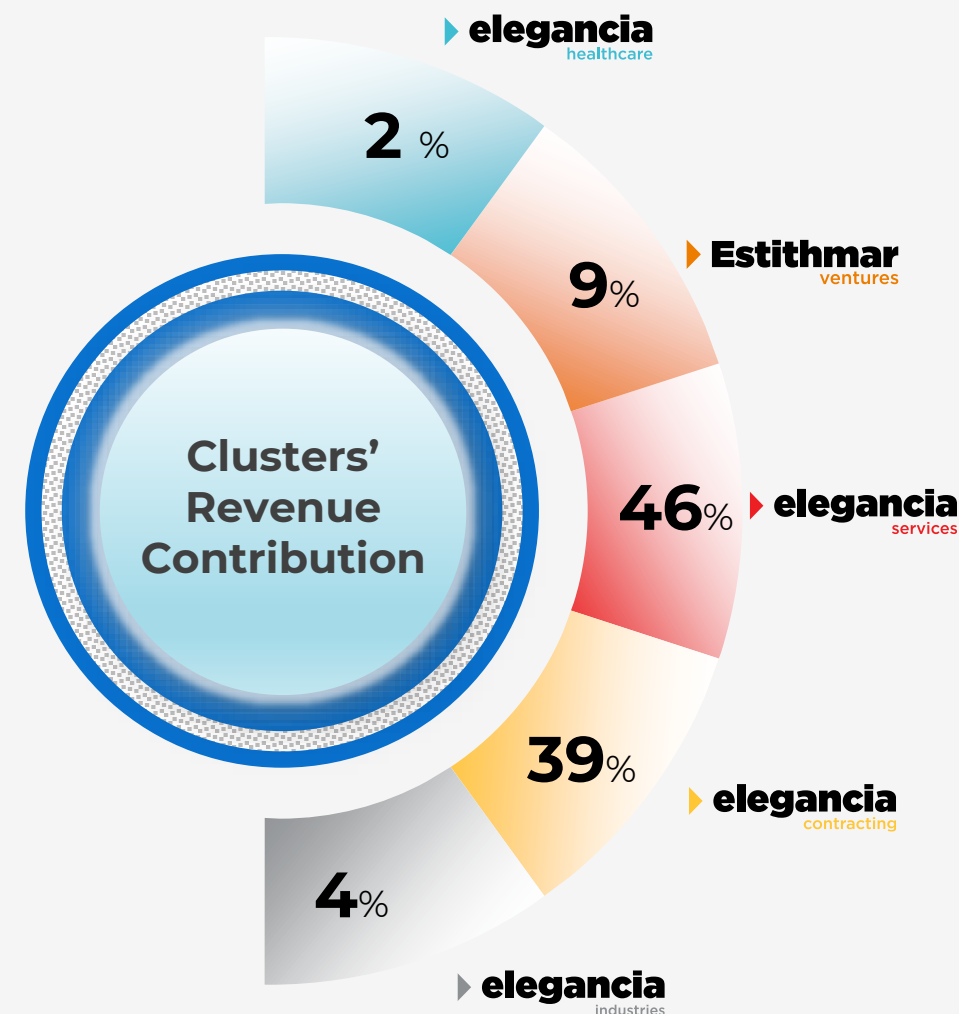 elegancia
healthcare
2 %
Estithmar
ventures
9%
Clusters’
Revenue
Contribution
46%
elegancia
services
39%
elegancia
contracting
4%
elegancia
industries